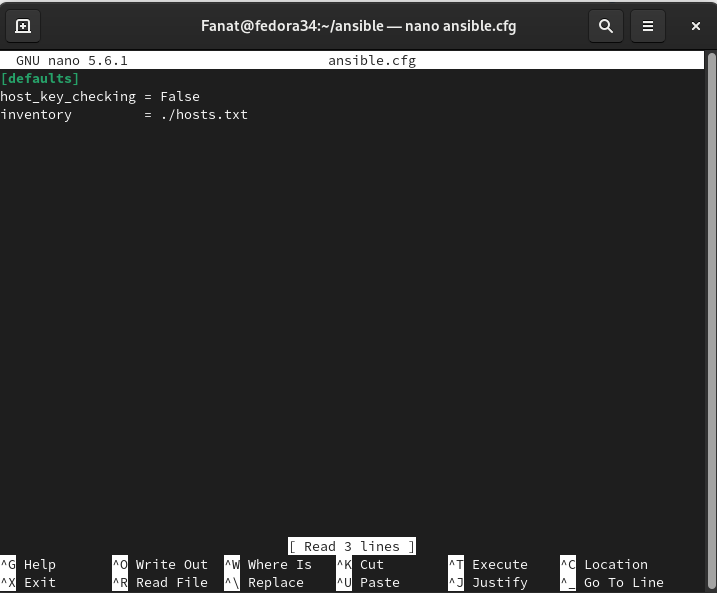 Fanat@fedora34:~/ansible — nano ansible.cfg
GNU nano 5.6.1 ansible.cfg
[defaults]
host_key_checking = False
inventory         = ./hosts.txt
[ Read 3 lines ]
^G Help ^O Write Out ^W Where Is ^K Cut ^T Execute ^C Location
^X Exit ^R Read File ^\ Replace ^U Paste ^J Justify ^_ Go To Line